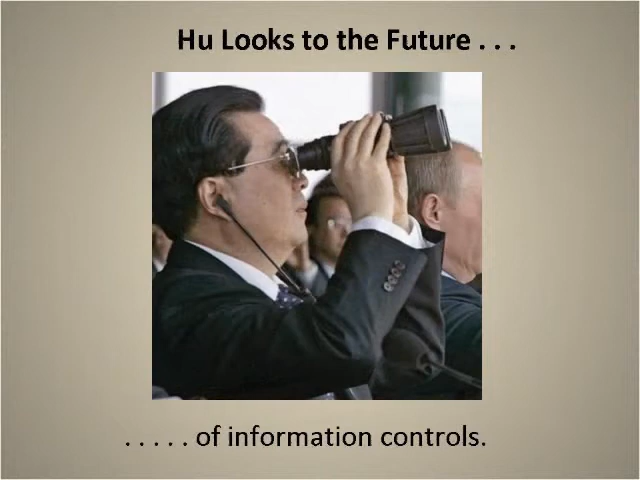 Hu Looks to the Future . . .
. . . . . of information controls.